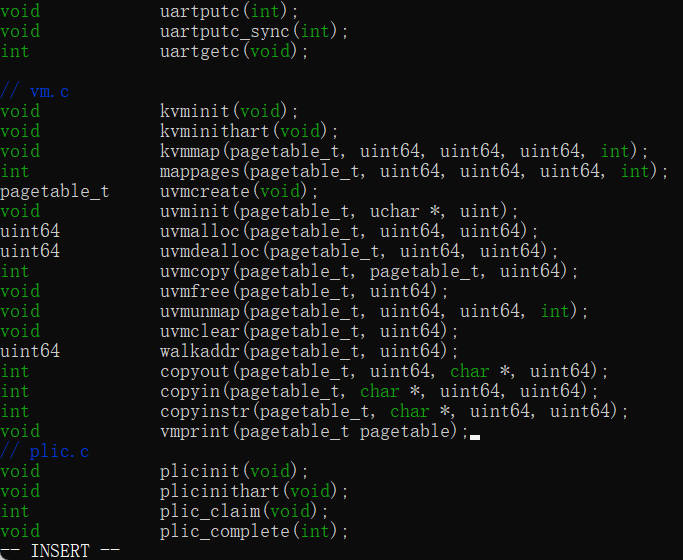 void            uartputc(int);
void            uartputc_sync(int);
int             uartgetc(void);

// vm.c
void            kvminit(void);
void            kvminithart(void);
void            kvmmap(pagetable_t, uint64, uint64, uint64, int);
int             mappages(pagetable_t, uint64, uint64, uint64, int);
pagetable_t     uvmcreate(void);
void            uvminit(pagetable_t, uchar *, uint);
uint64          uvmalloc(pagetable_t, uint64, uint64);
uint64          uvmdealloc(pagetable_t, uint64, uint64);
int             uvmcopy(pagetable_t, pagetable_t, uint64);
void            uvmfree(pagetable_t, uint64);
void            uvmunmap(pagetable_t, uint64, uint64, int);
void            uvmclear(pagetable_t, uint64);
uint64          walkaddr(pagetable_t, uint64);
int             copyout(pagetable_t, uint64, char *, uint64);
int             copyin(pagetable_t, char *, uint64, uint64);
int             copyinstr(pagetable_t, char *, uint64, uint64);
void            vmprint(pagetable_t pagetable);
// plic.c
void            plicinit(void);
void            plicinithart(void);
int             plic_claim(void);
void            plic_complete(int);
-- INSERT --